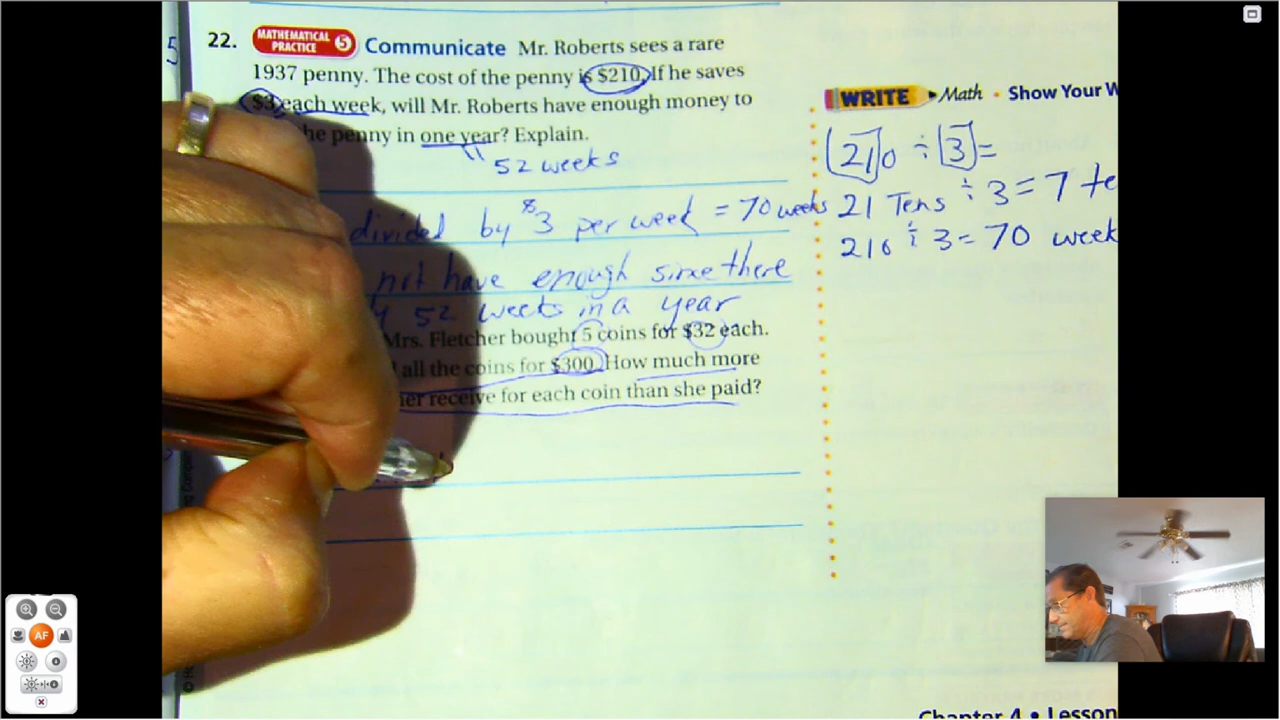 22. MATHEMATICAL PRACTICE 5 Communicate Mr. Roberts sees a rare
1937 penny. The cost of the penny is $210. If he saves
$3 each week, will Mr. Roberts have enough money to
he penny in one year? Explain.
52 weeks
divided by $3 per week = 70 weeks
not have enough since there
52 weeks in a year
Mrs. Fletcher bought 5 coins for $32 each.
all the coins for $300. How much more
her receive for each coin than she paid?
WRITE Math • Show Your W
210 ÷ 3 =
21 Tens ÷ 3 = 7 te
210 ÷ 3 = 70 week
Chapter 4 • Lesson
AF